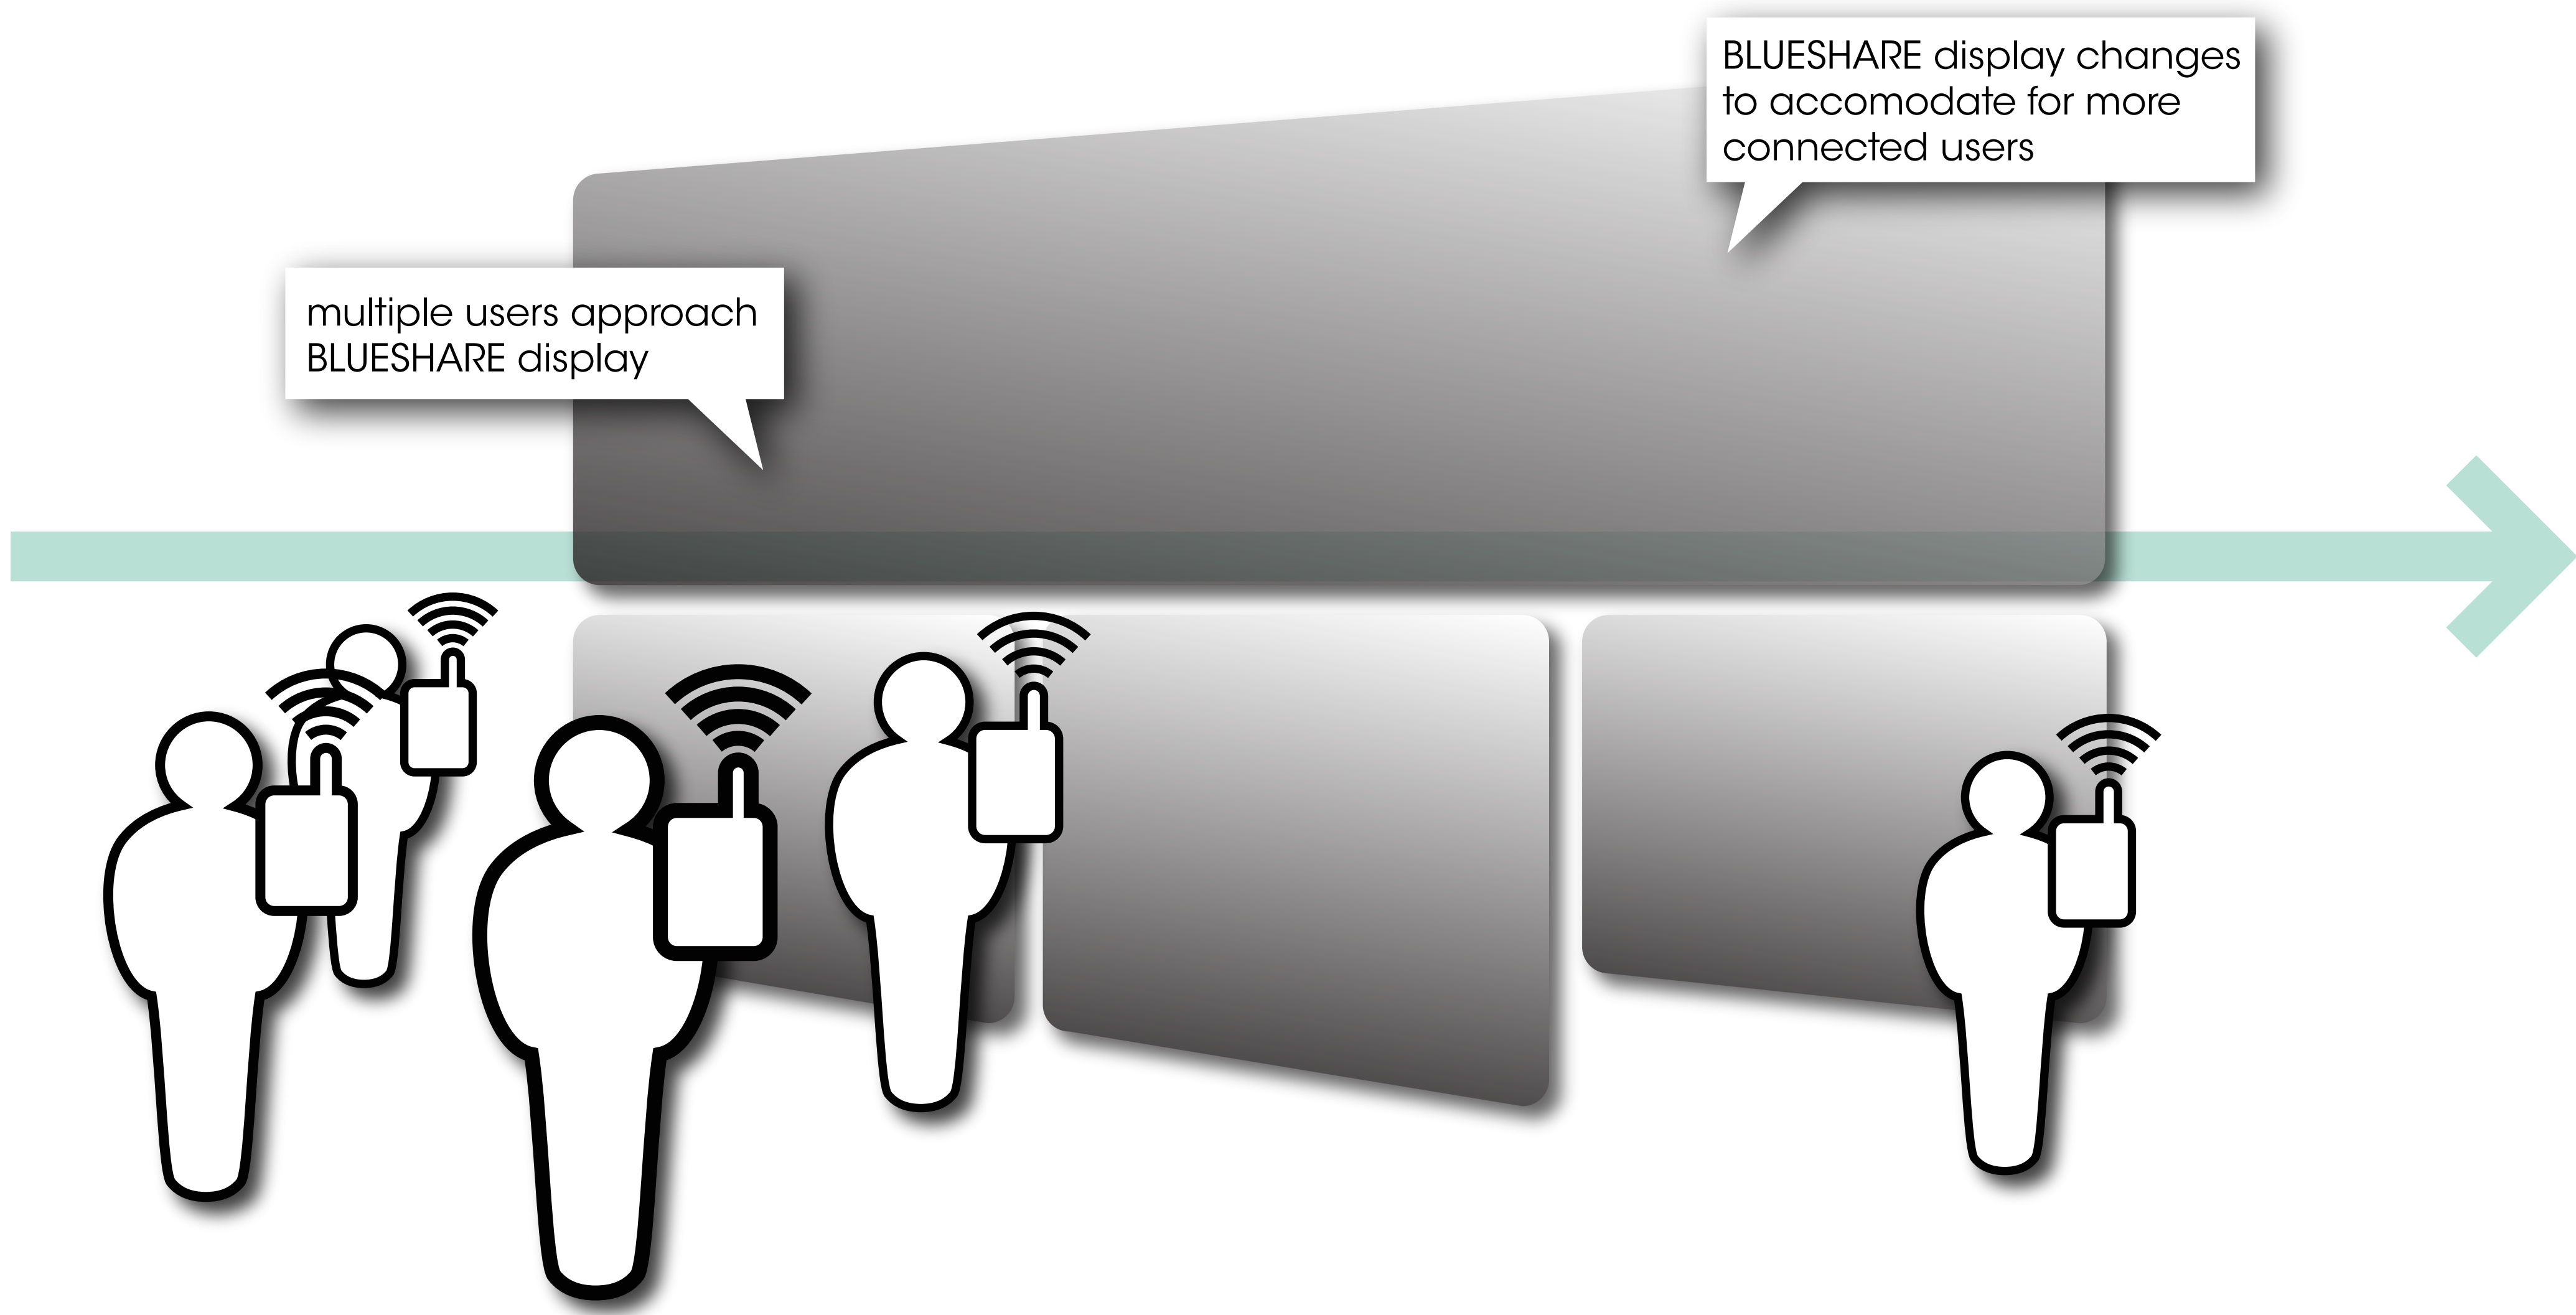 BLUESHARE display changes
to accomodate for more
connected users
multiple users approach
BLUESHARE display